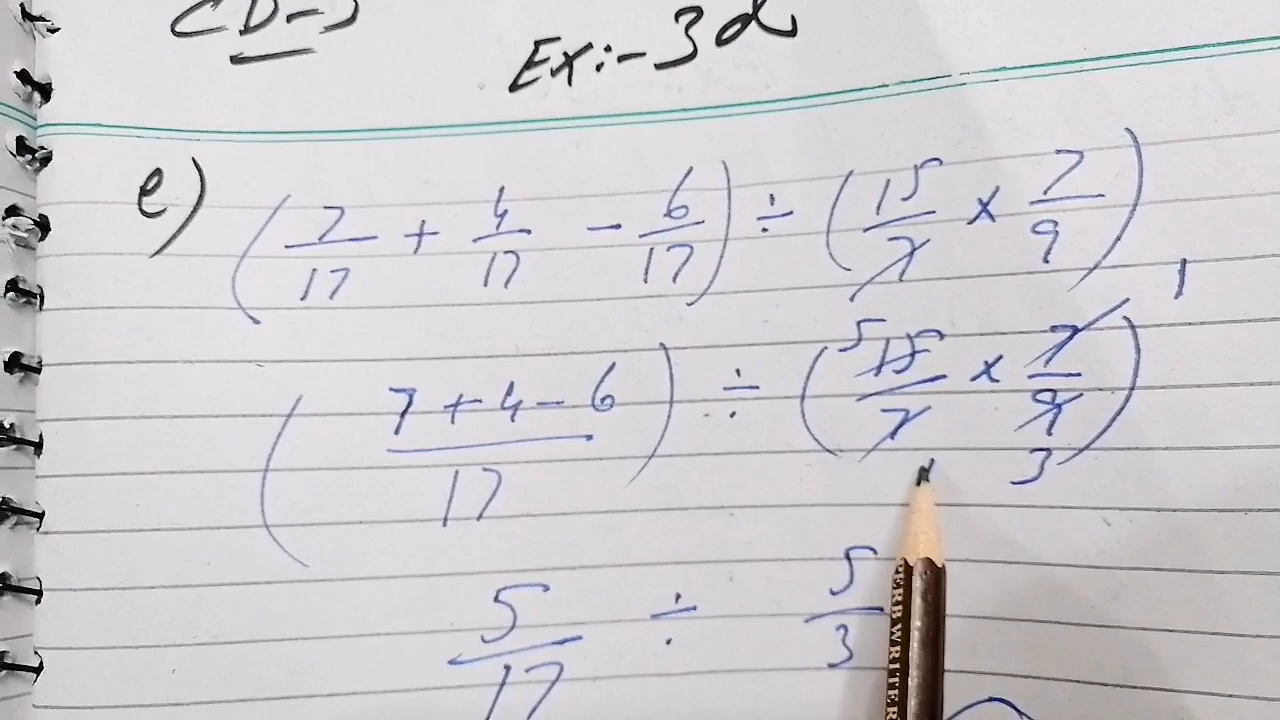 Ex:- 3d
e) (7/17 + 4/17 - 6/17) ÷ (15/7 × 7/9)
1
(7+4-6/17) ÷ (5 15/7 × 7/9 3)
5/17 ÷ 5/3
WRITER